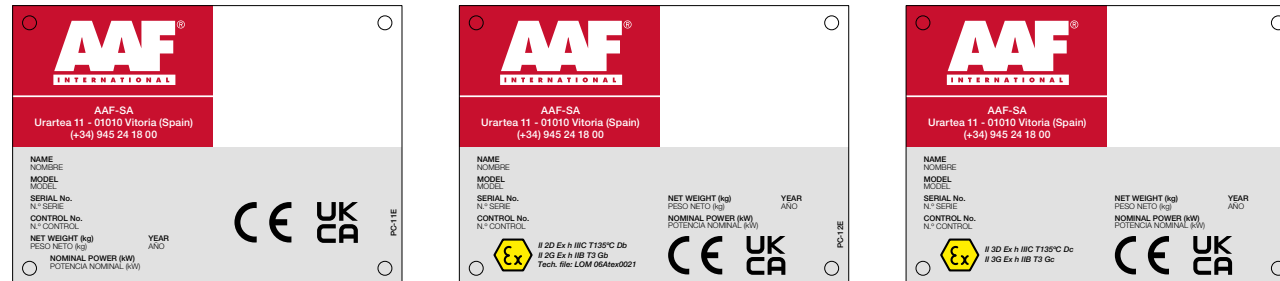 AAF®
INTERNATIONAL
AAF-SA
Urartea 11 - 01010 Vitoria (Spain)
(+34) 945 24 18 00
NAME
NOMBRE
MODEL
MODEL
SERIAL No.
N.º SERIE
CONTROL No.
N.º CONTROL
NET WEIGHT (kg) YEAR
PESO NETO (kg) AÑO
NOMINAL POWER (kW)
POTENCIA NOMINAL (kW)
CE UK
CA
PC-11E
AAF®
INTERNATIONAL
AAF-SA
Urartea 11 - 01010 Vitoria (Spain)
(+34) 945 24 18 00
NAME
NOMBRE
MODEL
MODEL
SERIAL No.
N.º SERIE
CONTROL No.
N.º CONTROL
Ex
II 2D Ex h IIIC T135ºC Db
II 2G Ex h IIB T3 Gb
Tech. file: LOM 06Atex0021
NET WEIGHT (kg) YEAR
PESO NETO (kg) AÑO
NOMINAL POWER (kW)
POTENCIA NOMINAL (kW)
CE UK
CA
PC-12E
AAF®
INTERNATIONAL
AAF-SA
Urartea 11 - 01010 Vitoria (Spain)
(+34) 945 24 18 00
NAME
NOMBRE
MODEL
MODEL
SERIAL No.
N.º SERIE
CONTROL No.
N.º CONTROL
Ex
II 3D Ex h IIIC T135ºC Dc
II 3G Ex h IIB T3 Gc
NET WEIGHT (kg) YEAR
PESO NETO (kg) AÑO
NOMINAL POWER (kW)
POTENCIA NOMINAL (kW)
CE UK
CA